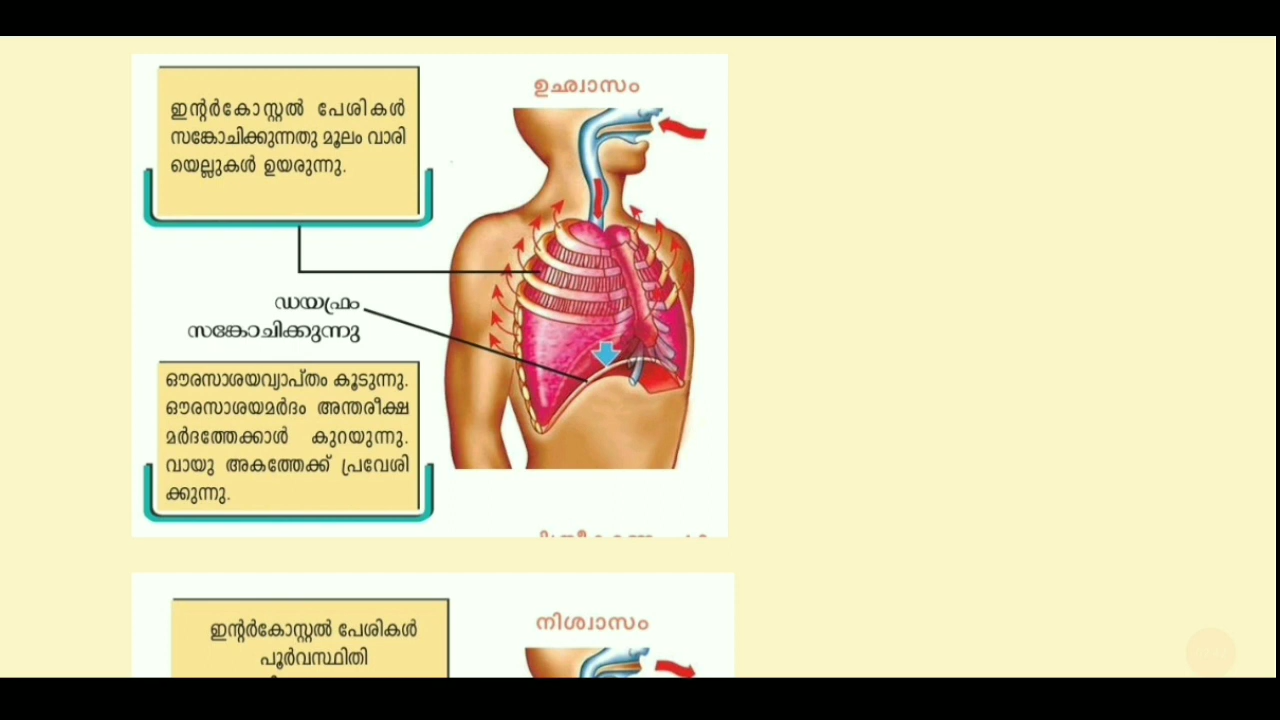 ഉഛ്വാസം
ഇന്റർകോസ്റ്റൽ പേശികൾ
സങ്കോചിക്കുന്നതു മൂലം വാരി
യെല്ലുകൾ ഉയരുന്നു.
ഡയഫ്രം
സങ്കോചിക്കുന്നു
ഔരസാശയവ്യാപ്തം കൂടുന്നു.
ഔരസാശയമർദം അന്തരീക്ഷ
മർദത്തേക്കാൾ കുറയുന്നു.
വായു അകത്തേക്ക് പ്രവേശി
ക്കുന്നു.
നിശ്വാസം
ഇന്റർകോസ്റ്റൽ പേശികൾ
പൂർവസ്ഥിതി